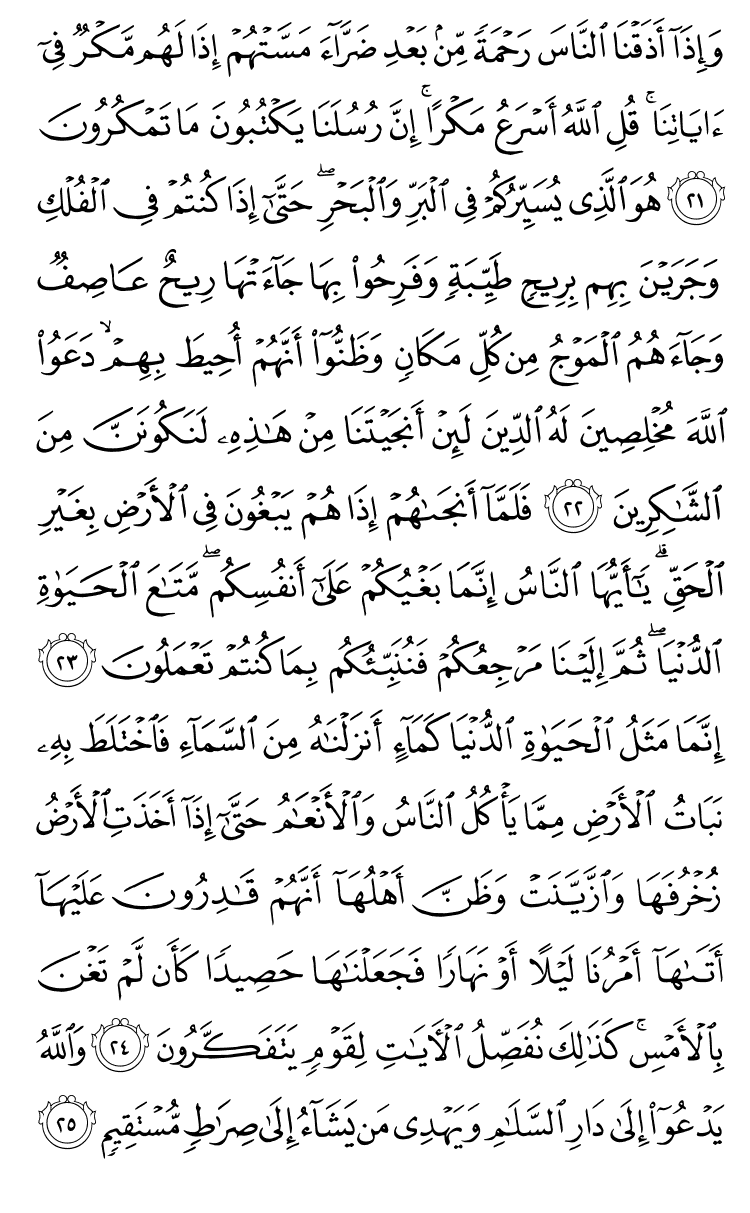 وَإِذَآ أَذَقۡنَا ٱلنَّاسَ رَحۡمَةٗ مِّنۢ بَعۡدِ ضَرَّآءَ مَسَّتۡهُمۡ إِذَا لَهُم مَّكۡرٞ فِيٓ
ءَايَاتِنَاۚ قُلِ ٱللَّهُ أَسۡرَعُ مَكۡرًاۚ إِنَّ رُسُلَنَا يَكۡتُبُونَ مَا تَمۡكُرُونَ
٢١ هُوَ ٱلَّذِي يُسَيِّرُكُمۡ فِي ٱلۡبَرِّ وَٱلۡبَحۡرِۖ حَتَّىٰٓ إِذَا كُنتُمۡ فِي ٱلۡفُلۡكِ
وَجَرَيۡنَ بِهِم بِرِيحٖ طَيِّبَةٖ وَفَرِحُواْ بِهَا جَآءَتۡهَا رِيحٌ عَاصِفٞ
وَجَآءَهُمُ ٱلۡمَوۡجُ مِن كُلِّ مَكَانٖ وَظَنُّوٓاْ أَنَّهُمۡ أُحِيطَ بِهِمۡۙ دَعَوُاْ
ٱللَّهَ مُخۡلِصِينَ لَهُ ٱلدِّينَ لَئِنۡ أَنجَيۡتَنَا مِنۡ هَٰذِهِۦ لَنَكُونَنَّ مِنَ
ٱلشَّٰكِرِينَ ٢٢ فَلَمَّآ أَنجَىٰهُمۡ إِذَا هُمۡ يَبۡغُونَ فِي ٱلۡأَرۡضِ بِغَيۡرِ
ٱلۡحَقِّۗ يَٰٓأَيُّهَا ٱلنَّاسُ إِنَّمَا بَغۡيُكُمۡ عَلَىٰٓ أَنفُسِكُمۖ مَّتَٰعَ ٱلۡحَيَوٰةِ
ٱلدُّنۡيَاۖ ثُمَّ إِلَيۡنَا مَرۡجِعُكُمۡ فَنُنَبِّئُكُم بِمَا كُنتُمۡ تَعۡمَلُونَ ٢٣
إِنَّمَا مَثَلُ ٱلۡحَيَوٰةِ ٱلدُّنۡيَا كَمَآءٍ أَنزَلۡنَٰهُ مِنَ ٱلسَّمَآءِ فَٱخۡتَلَطَ بِهِۦ
نَبَاتُ ٱلۡأَرۡضِ مِمَّا يَأۡكُلُ ٱلنَّاسُ وَٱلۡأَنۡعَٰمُ حَتَّىٰٓ إِذَآ أَخَذَتِ ٱلۡأَرۡضُ
زُخۡرُفَهَا وَٱزَّيَّنَتۡ وَظَنَّ أَهۡلُهَآ أَنَّهُمۡ قَٰدِرُونَ عَلَيۡهَآ
أَتَىٰهَآ أَمۡرُنَا لَيۡلًا أَوۡ نَهَارٗا فَجَعَلۡنَٰهَا حَصِيدٗا كَأَن لَّمۡ تَغۡنَ
بِٱلۡأَمۡسِۚ كَذَٰلِكَ نُفَصِّلُ ٱلۡأٓيَٰتِ لِقَوۡمٖ يَتَفَكَّرُونَ ٢٤ وَٱللَّهُ
يَدۡعُوٓاْ إِلَىٰ دَارِ ٱلسَّلَٰمِ وَيَهۡدِي مَن يَشَآءُ إِلَىٰ صِرَٰطٖ مُّسۡتَقِيمٖ ٢٥